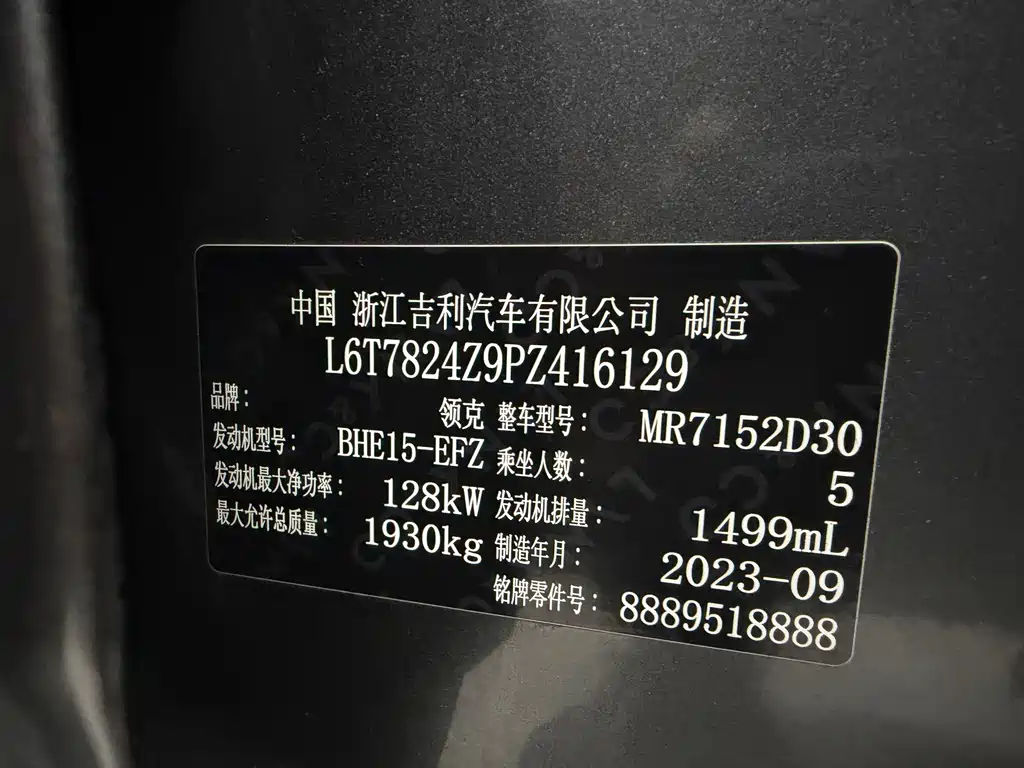 中国 浙江吉利汽车有限公司 制造
L6T7824Z9PZ416129
品牌： 领克 整车型号： MR7152D30
发动机型号： BHE15-EFZ 乘坐人数： 5
发动机最大净功率： 128kW 发动机排量： 1499mL
最大允许总质量： 1930kg 制造年月： 2023-09
铭牌零件号： 8889518888